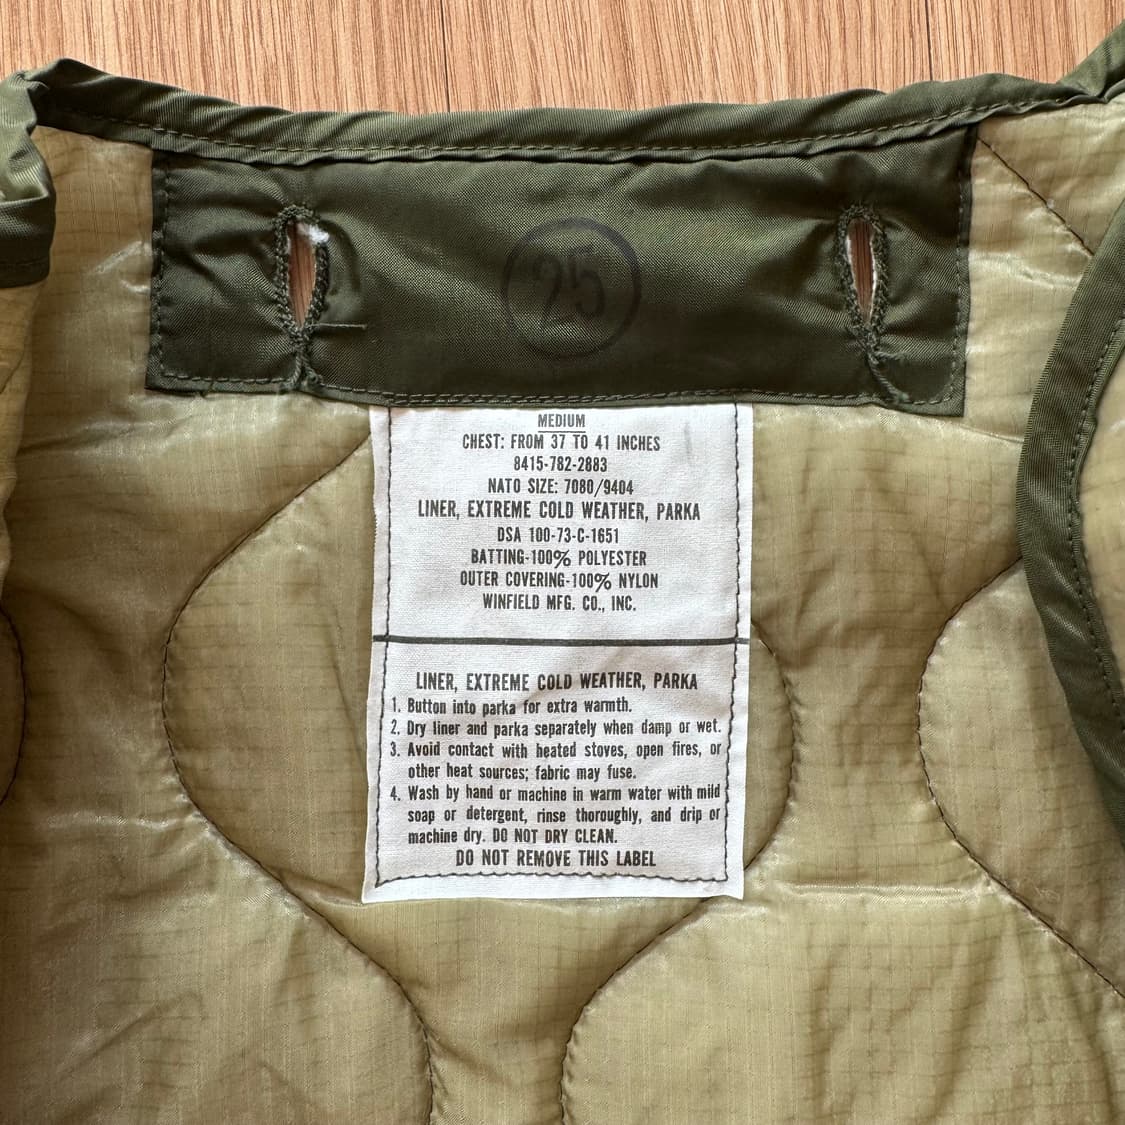 25
MEDIUM
CHEST: FROM 37 TO 41 INCHES
8415-782-2883
NATO SIZE: 7080/9404
LINER, EXTREME COLD WEATHER, PARKA
DSA 100-73-C-1651
BATTING-100% POLYESTER
OUTER COVERING-100% NYLON
WINFIELD MFG. CO., INC.
LINER, EXTREME COLD WEATHER, PARKA
1. Button into parka for extra warmth.
2. Dry liner and parka separately when damp or wet.
3. Avoid contact with heated stoves, open fires, or
other heat sources; fabric may fuse.
4. Wash by hand or machine in warm water with mild
soap or detergent, rinse thoroughly, and drip or
machine dry. DO NOT DRY CLEAN.
DO NOT REMOVE THIS LABEL